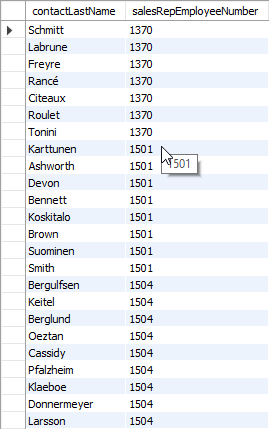 contactLastName salesRepEmployeeNumber
Schmitt 1370
Labrune 1370
Freyre 1370
Rancé 1370
Citeaux 1370
Roulet 1370
Tonini 1370
Karttunen 1501
Ashworth 1501
1501
Devon 1501
Bennett 1501
Koskitalo 1501
Brown 1501
Suominen 1501
Smith 1501
Bergulfsen 1504
Keitel 1504
Berglund 1504
Oeztan 1504
Cassidy 1504
Pfalzheim 1504
Klaeboe 1504
Donnermeyer 1504
Larsson 1504